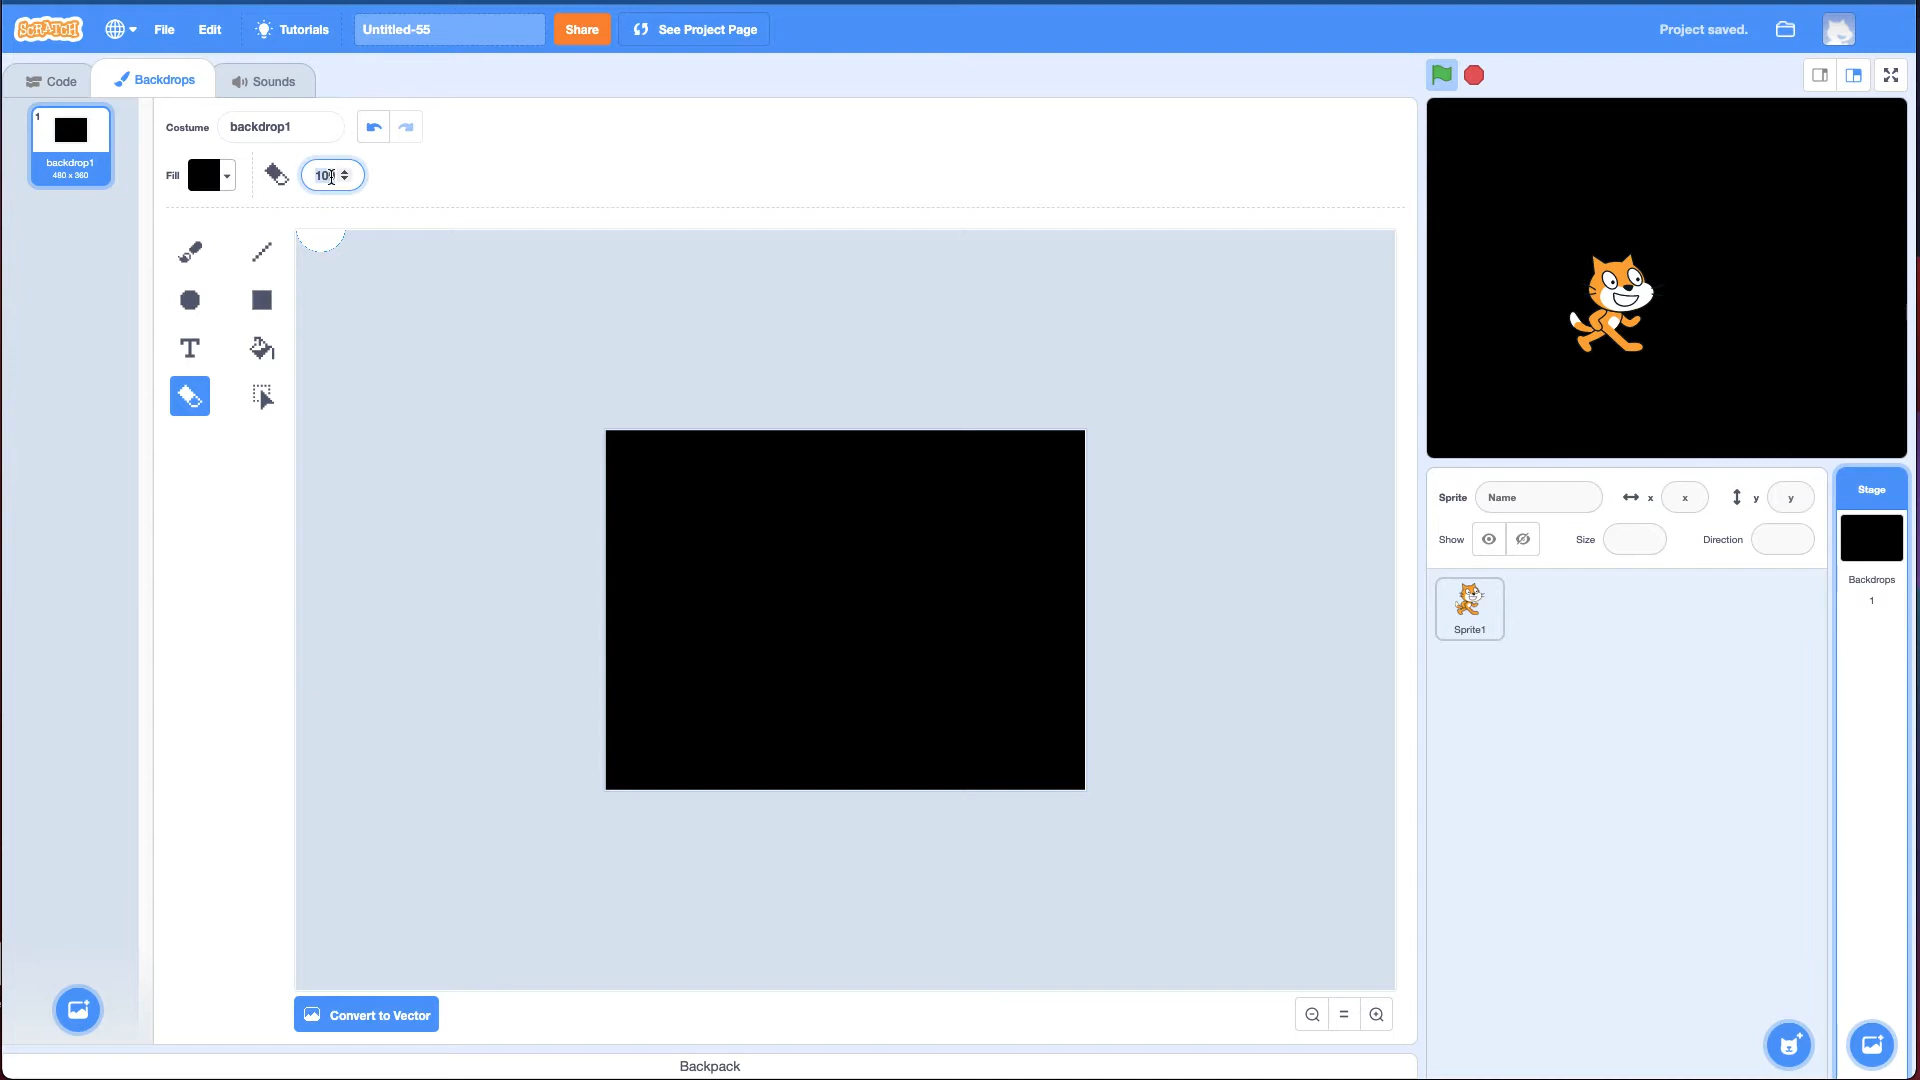 SCRATCH File Edit Tutorials Untitled-55 Share See Project Page Project saved.
Code Backdrops Sounds
1
backdrop1
480 x 360
Costume backdrop1
Fill
T
Convert to Vector
=
Backpack
Sprite Name x x y y
Show Size Direction
Sprite1
Stage
Backdrops
1